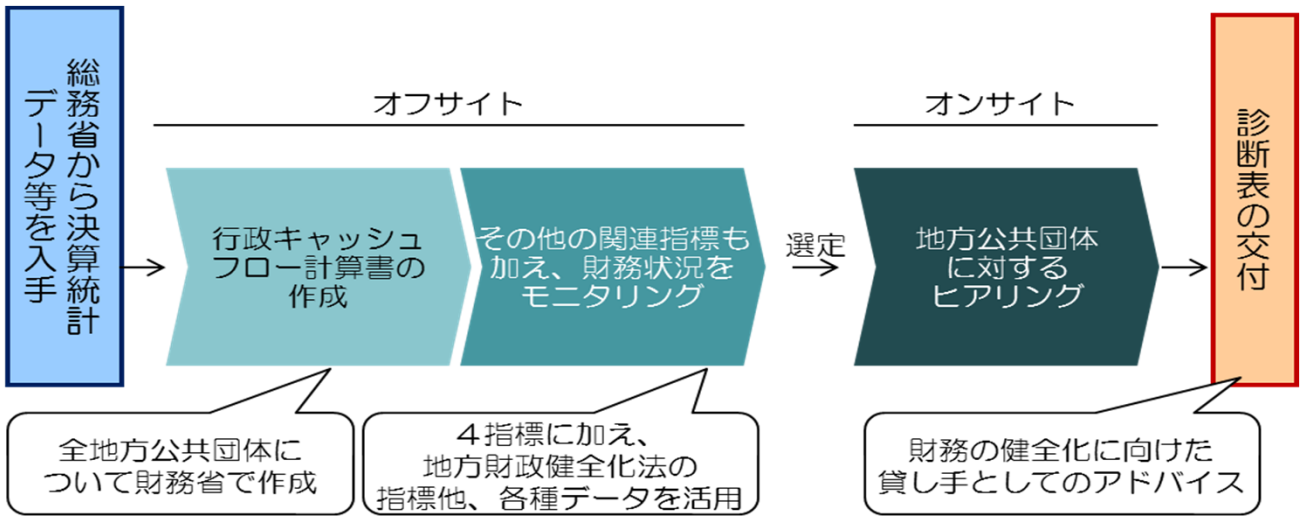 総務省から決算統計
データ等を入手
オフサイト
行政キャッシュ
フロー計算書の
作成
その他の関連指標も
加え、財務状況を
モニタリング
選定
オンサイト
地方公共団体
に対する
ヒアリング
診断表の交付
全地方公共団体に
ついて財務省で作成
４指標に加え、
地方財政健全化法の
指標他、各種データを活用
財務の健全化に向けた
貸し手としてのアドバイス